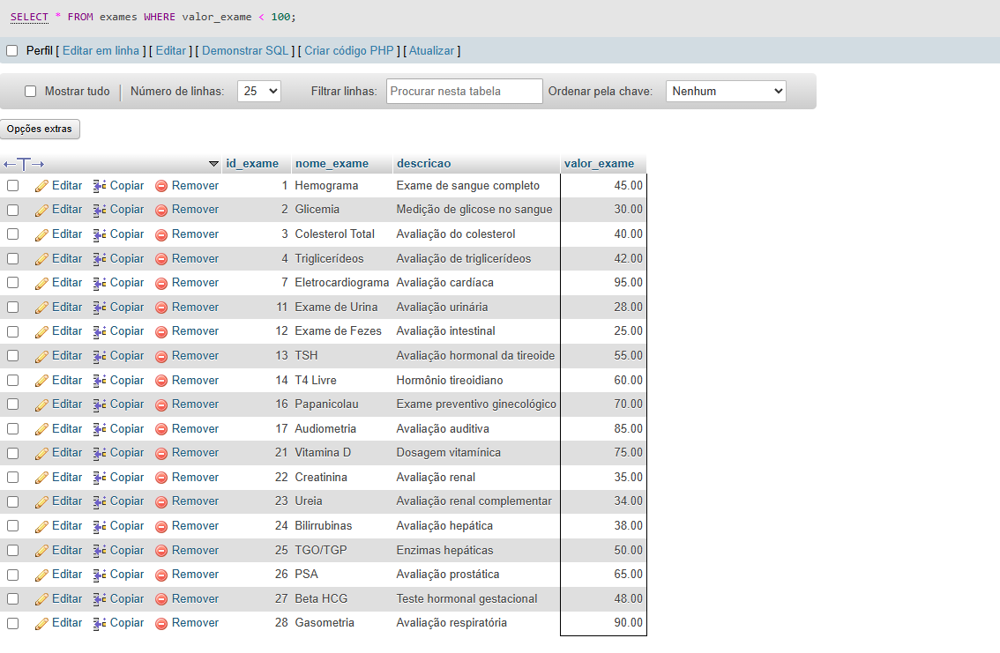 SELECT * FROM exames WHERE valor_exame < 100;
Perfil [ Editar em linha ] [ Editar ] [ Demonstrar SQL ] [ Criar código PHP ] [ Atualizar ]
Mostrar tudo Número de linhas: 25 Filtrar linhas: Procurar nesta tabela Ordenar pela chave: Nenhum
Opções extras
←T→ id_exame nome_exame descricao valor_exame
Editar Copiar Remover 1 Hemograma Exame de sangue completo 45.00
Editar Copiar Remover 2 Glicemia Medição de glicose no sangue 30.00
Editar Copiar Remover 3 Colesterol Total Avaliação do colesterol 40.00
Editar Copiar Remover 4 Triglicerídeos Avaliação de triglicerídeos 42.00
Editar Copiar Remover 7 Eletrocardiograma Avaliação cardíaca 95.00
Editar Copiar Remover 11 Exame de Urina Avaliação urinária 28.00
Editar Copiar Remover 12 Exame de Fezes Avaliação intestinal 25.00
Editar Copiar Remover 13 TSH Avaliação hormonal da tireoide 55.00
Editar Copiar Remover 14 T4 Livre Hormônio tireoidiano 60.00
Editar Copiar Remover 16 Papanicolau Exame preventivo ginecológico 70.00
Editar Copiar Remover 17 Audiometria Avaliação auditiva 85.00
Editar Copiar Remover 21 Vitamina D Dosagem vitamínica 75.00
Editar Copiar Remover 22 Creatinina Avaliação renal 35.00
Editar Copiar Remover 23 Ureia Avaliação renal complementar 34.00
Editar Copiar Remover 24 Bilirrubinas Avaliação hepática 38.00
Editar Copiar Remover 25 TGO/TGP Enzimas hepáticas 50.00
Editar Copiar Remover 26 PSA Avaliação prostática 65.00
Editar Copiar Remover 27 Beta HCG Teste hormonal gestacional 48.00
Editar Copiar Remover 28 Gasometria Avaliação respiratória 90.00